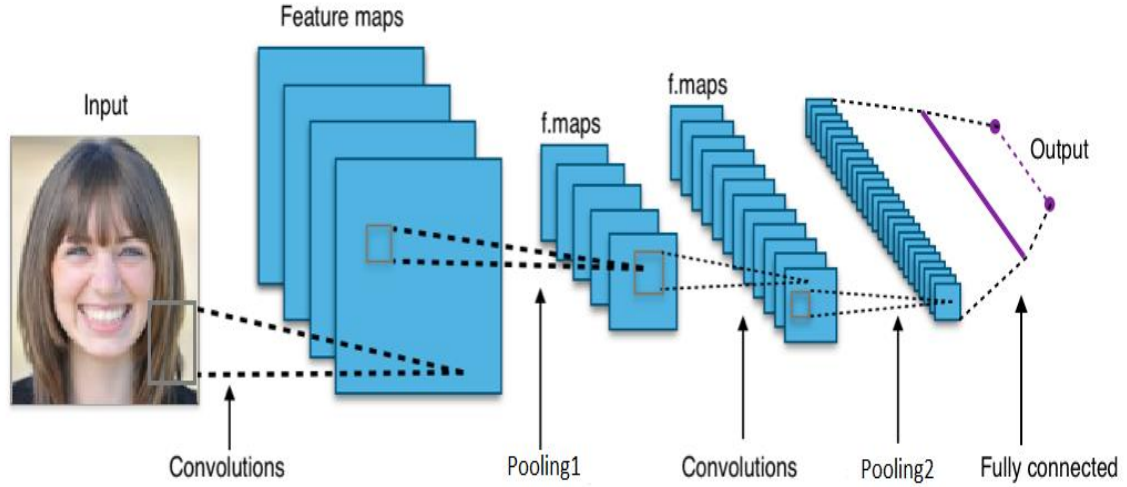 Feature maps
f.maps
Input
f.maps
Output
Convolutions
Pooling1
Convolutions
Pooling2
Fully connected